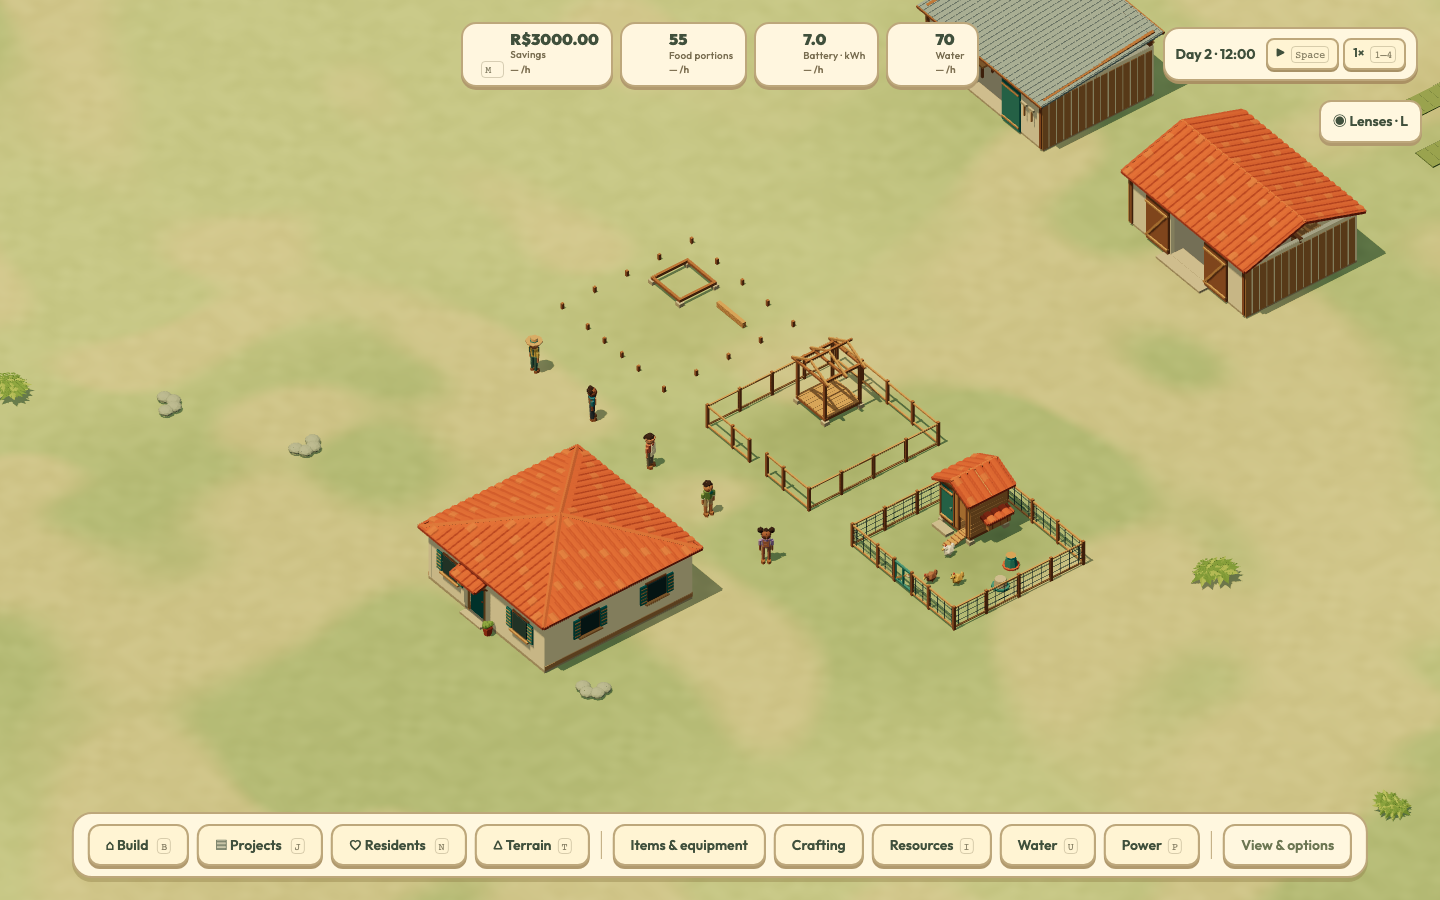 R$3000.00
Savings
M
— /h
55
Food portions
— /h
7.0
Battery · kWh
— /h
70
Water
— /h
Day 2 · 12:00
Space
1×
1–4
Lenses · L
Build B
Projects J
Residents N
Terrain T
Items & equipment
Crafting
Resources I
Water U
Power P
View & options